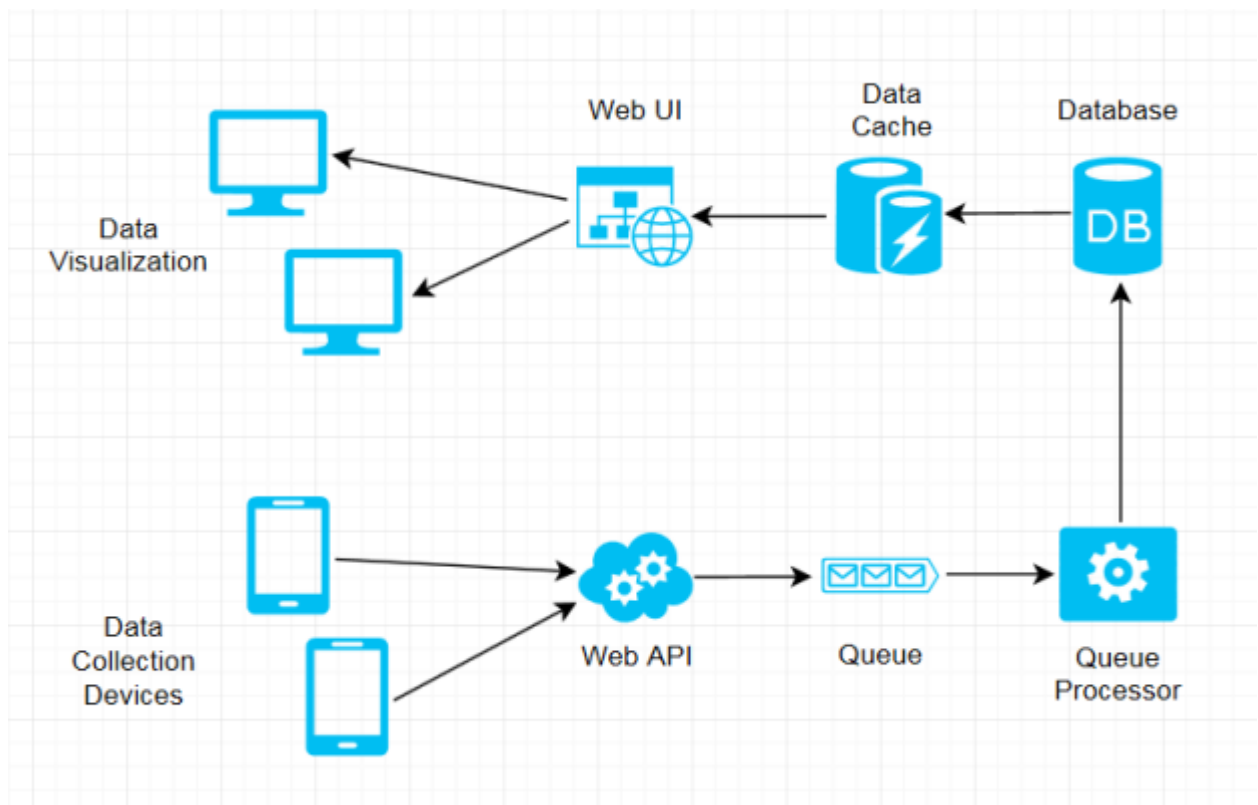 Web UI
Data
Cache
Database
DB
Data
Visualization
Data
Collection
Devices
Web API
Queue
Queue
Processor